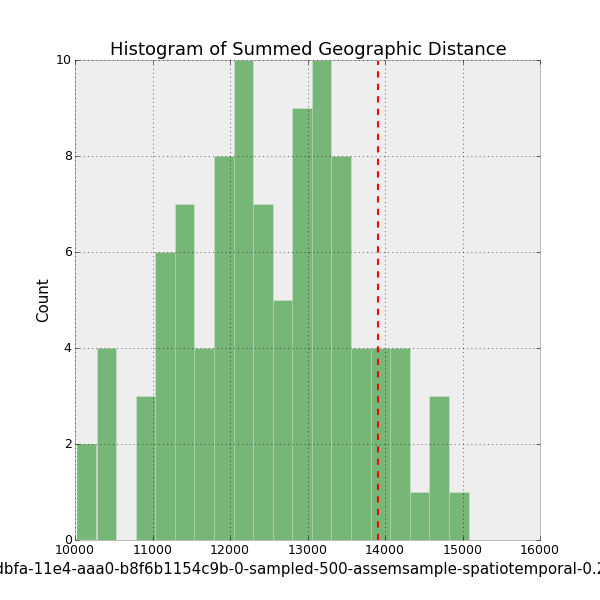 Histogram of Summed Geographic Distance
10
8
6
4
2
0
Count
10000 11000 12000 13000 14000 15000 16000
dbfa-11e4-aaa0-b8f6b1154c9b-0-sampled-500-assemsample-spatiotemporal-0.2